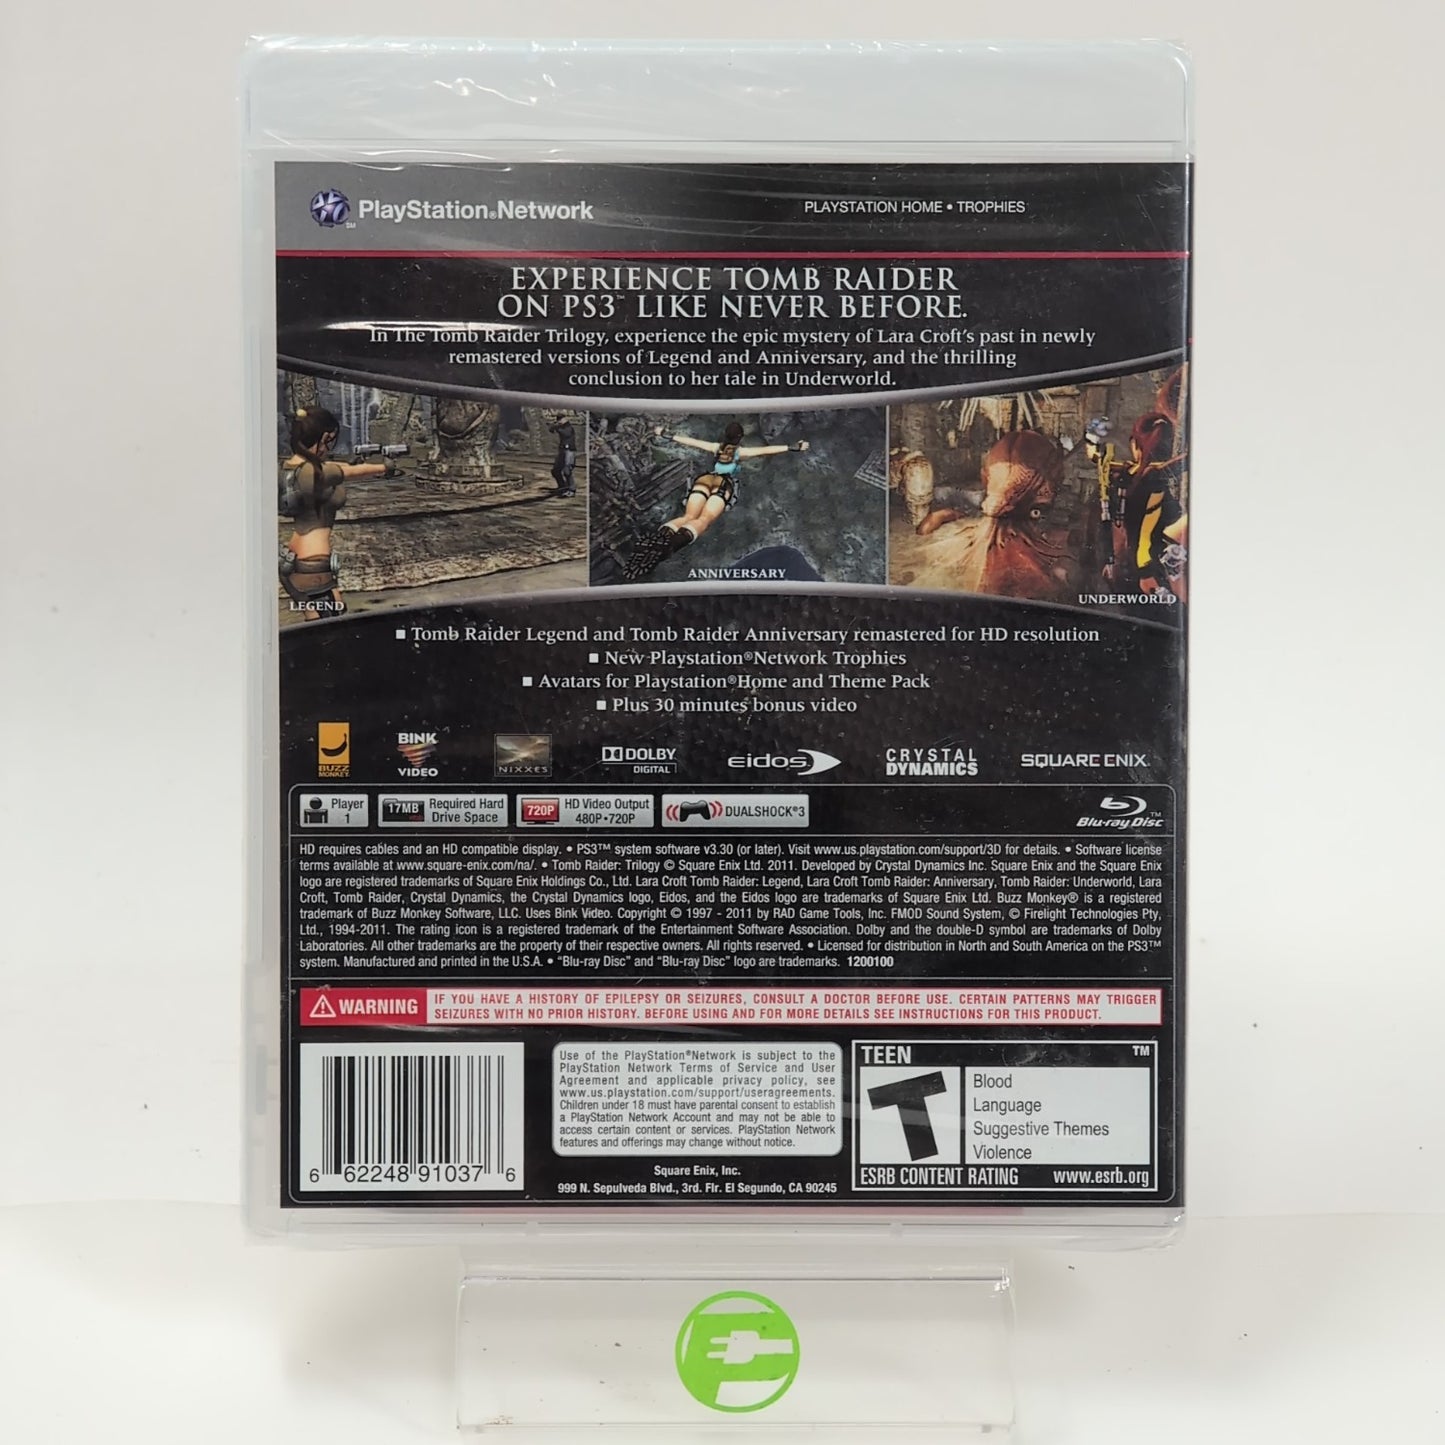 PlayStation®Network
SM
PLAYSTATION HOME • TROPHIES
EXPERIENCE TOMB RAIDER
ON PS3™ LIKE NEVER BEFORE.
In The Tomb Raider Trilogy, experience the epic mystery of Lara Croft's past in newly
remastered versions of Legend and Anniversary, and the thrilling
conclusion to her tale in Underworld.
LEGEND
ANNIVERSARY
UNDERWORLD
■ Tomb Raider Legend and Tomb Raider Anniversary remastered for HD resolution
■ New Playstation®Network Trophies
■ Avatars for Playstation®Home and Theme Pack
■ Plus 30 minutes bonus video
BUZZ
MONKEY
BINK
VIDEO
NIXXES
DOLBY
DIGITAL
eidos
CRYSTAL
DYNAMICS
SQUARE ENIX
Player
1
17MB
Required Hard
Drive Space
720P
HD Video Output
480P•720P
DUALSHOCK®3
Blu-ray Disc™
HD requires cables and an HD compatible display. • PS3™ system software v3.30 (or later). Visit www.us.playstation.com/support/3D for details. • Software license
terms available at www.square-enix.com/na/. • Tomb Raider: Trilogy © Square Enix Ltd. 2011. Developed by Crystal Dynamics Inc. Square Enix and the Square Enix
logo are registered trademarks of Square Enix Holdings Co., Ltd. Lara Croft Tomb Raider: Legend, Lara Croft Tomb Raider: Anniversary, Tomb Raider: Underworld, Lara
Croft, Tomb Raider, Crystal Dynamics, the Crystal Dynamics logo, Eidos, and the Eidos logo are trademarks of Square Enix Ltd. Buzz Monkey® is a registered
trademark of Buzz Monkey Software, LLC. Uses Bink Video. Copyright © 1997 - 2011 by RAD Game Tools, Inc. FMOD Sound System, © Firelight Technologies Pty,
Ltd., 1994-2011. The rating icon is a registered trademark of the Entertainment Software Association. Dolby and the double-D symbol are trademarks of Dolby
Laboratories. All other trademarks are the property of their respective owners. All rights reserved. • Licensed for distribution in North and South America on the PS3™
system. Manufactured and printed in the U.S.A. • "Blu-ray Disc" and "Blu-ray Disc" logo are trademarks. 1200100
WARNING
IF YOU HAVE A HISTORY OF EPILEPSY OR SEIZURES, CONSULT A DOCTOR BEFORE USE. CERTAIN PATTERNS MAY TRIGGER
SEIZURES WITH NO PRIOR HISTORY. BEFORE USING AND FOR MORE DETAILS SEE INSTRUCTIONS FOR THIS PRODUCT.
6 62248 91037 6
Use of the PlayStation®Network is subject to the
PlayStation Network Terms of Service and User
Agreement and applicable privacy policy, see
www.us.playstation.com/support/useragreements.
Children under 18 must have parental consent to establish
a PlayStation Network Account and may not be able to
access certain content or services. PlayStation Network
features and offerings may change without notice.
Square Enix, Inc.
999 N. Sepulveda Blvd., 3rd. Flr. El Segundo, CA 90245
TEEN
TM
T
Blood
Language
Suggestive Themes
Violence
ESRB CONTENT RATING
www.esrb.org